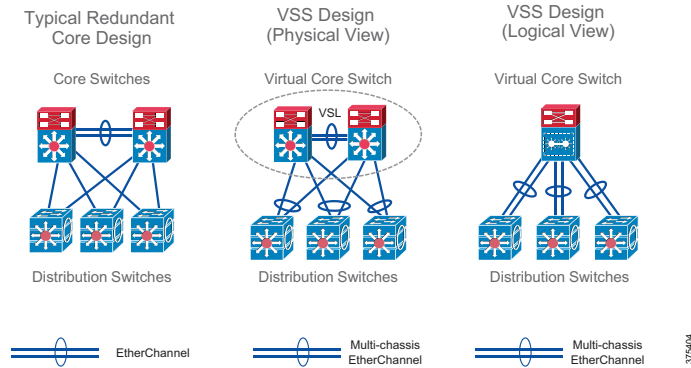 Typical Redundant
Core Design
Core Switches
Distribution Switches
EtherChannel
VSS Design
(Physical View)
Virtual Core Switch
VSL
Distribution Switches
Multi-chassis
EtherChannel
VSS Design
(Logical View)
Virtual Core Switch
Distribution Switches
Multi-chassis
EtherChannel
375404